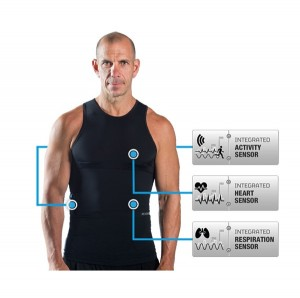 INTEGRATED
ACTIVITY
SENSOR
INTEGRATED
HEART
SENSOR
INTEGRATED
RESPIRATION
SENSOR